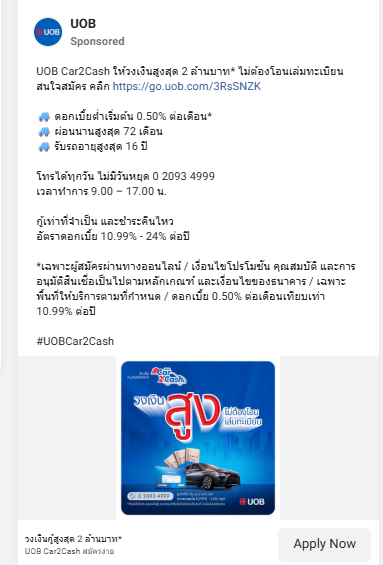 UOB
UOB
Sponsored
UOB Car2Cash ให้วงเงินสูงสุด 2 ล้านบาท* ไม่ต้องโอนเล่มทะเบียน
สนใจสมัคร คลิก https://go.uob.com/3RsSNZK
🚙 ดอกเบี้ยต่ำเริ่มต้น 0.50% ต่อเดือน*
🚙 ผ่อนนานสูงสุด 72 เดือน
🚙 รับรถอายุสูงสุด 16 ปี
โทรได้ทุกวัน ไม่มีวันหยุด 0 2093 4999
เวลาทำการ 9.00 – 17.00 น.
กู้เท่าที่จำเป็น และชำระคืนไหว
อัตราดอกเบี้ย 10.99% - 24% ต่อปี
*เฉพาะผู้สมัครผ่านทางออนไลน์ / เงื่อนไขโปรโมชัน คุณสมบัติ และการ
อนุมัติสินเชื่อเป็นไปตามหลักเกณฑ์ และเงื่อนไขของธนาคาร / เฉพาะ
พื้นที่ให้บริการตามที่กำหนด / ดอกเบี้ย 0.50% ต่อเดือนเทียบเท่า
10.99% ต่อปี
#UOBCar2Cash
Car2Cash
วงเงิน สูง ไม่ต้องโอน
เล่มทะเบียน
0 2093 4999
UOB
วงเงินกู้สูงสุด 2 ล้านบาท*
UOB Car2Cash สมัครง่าย
Apply Now